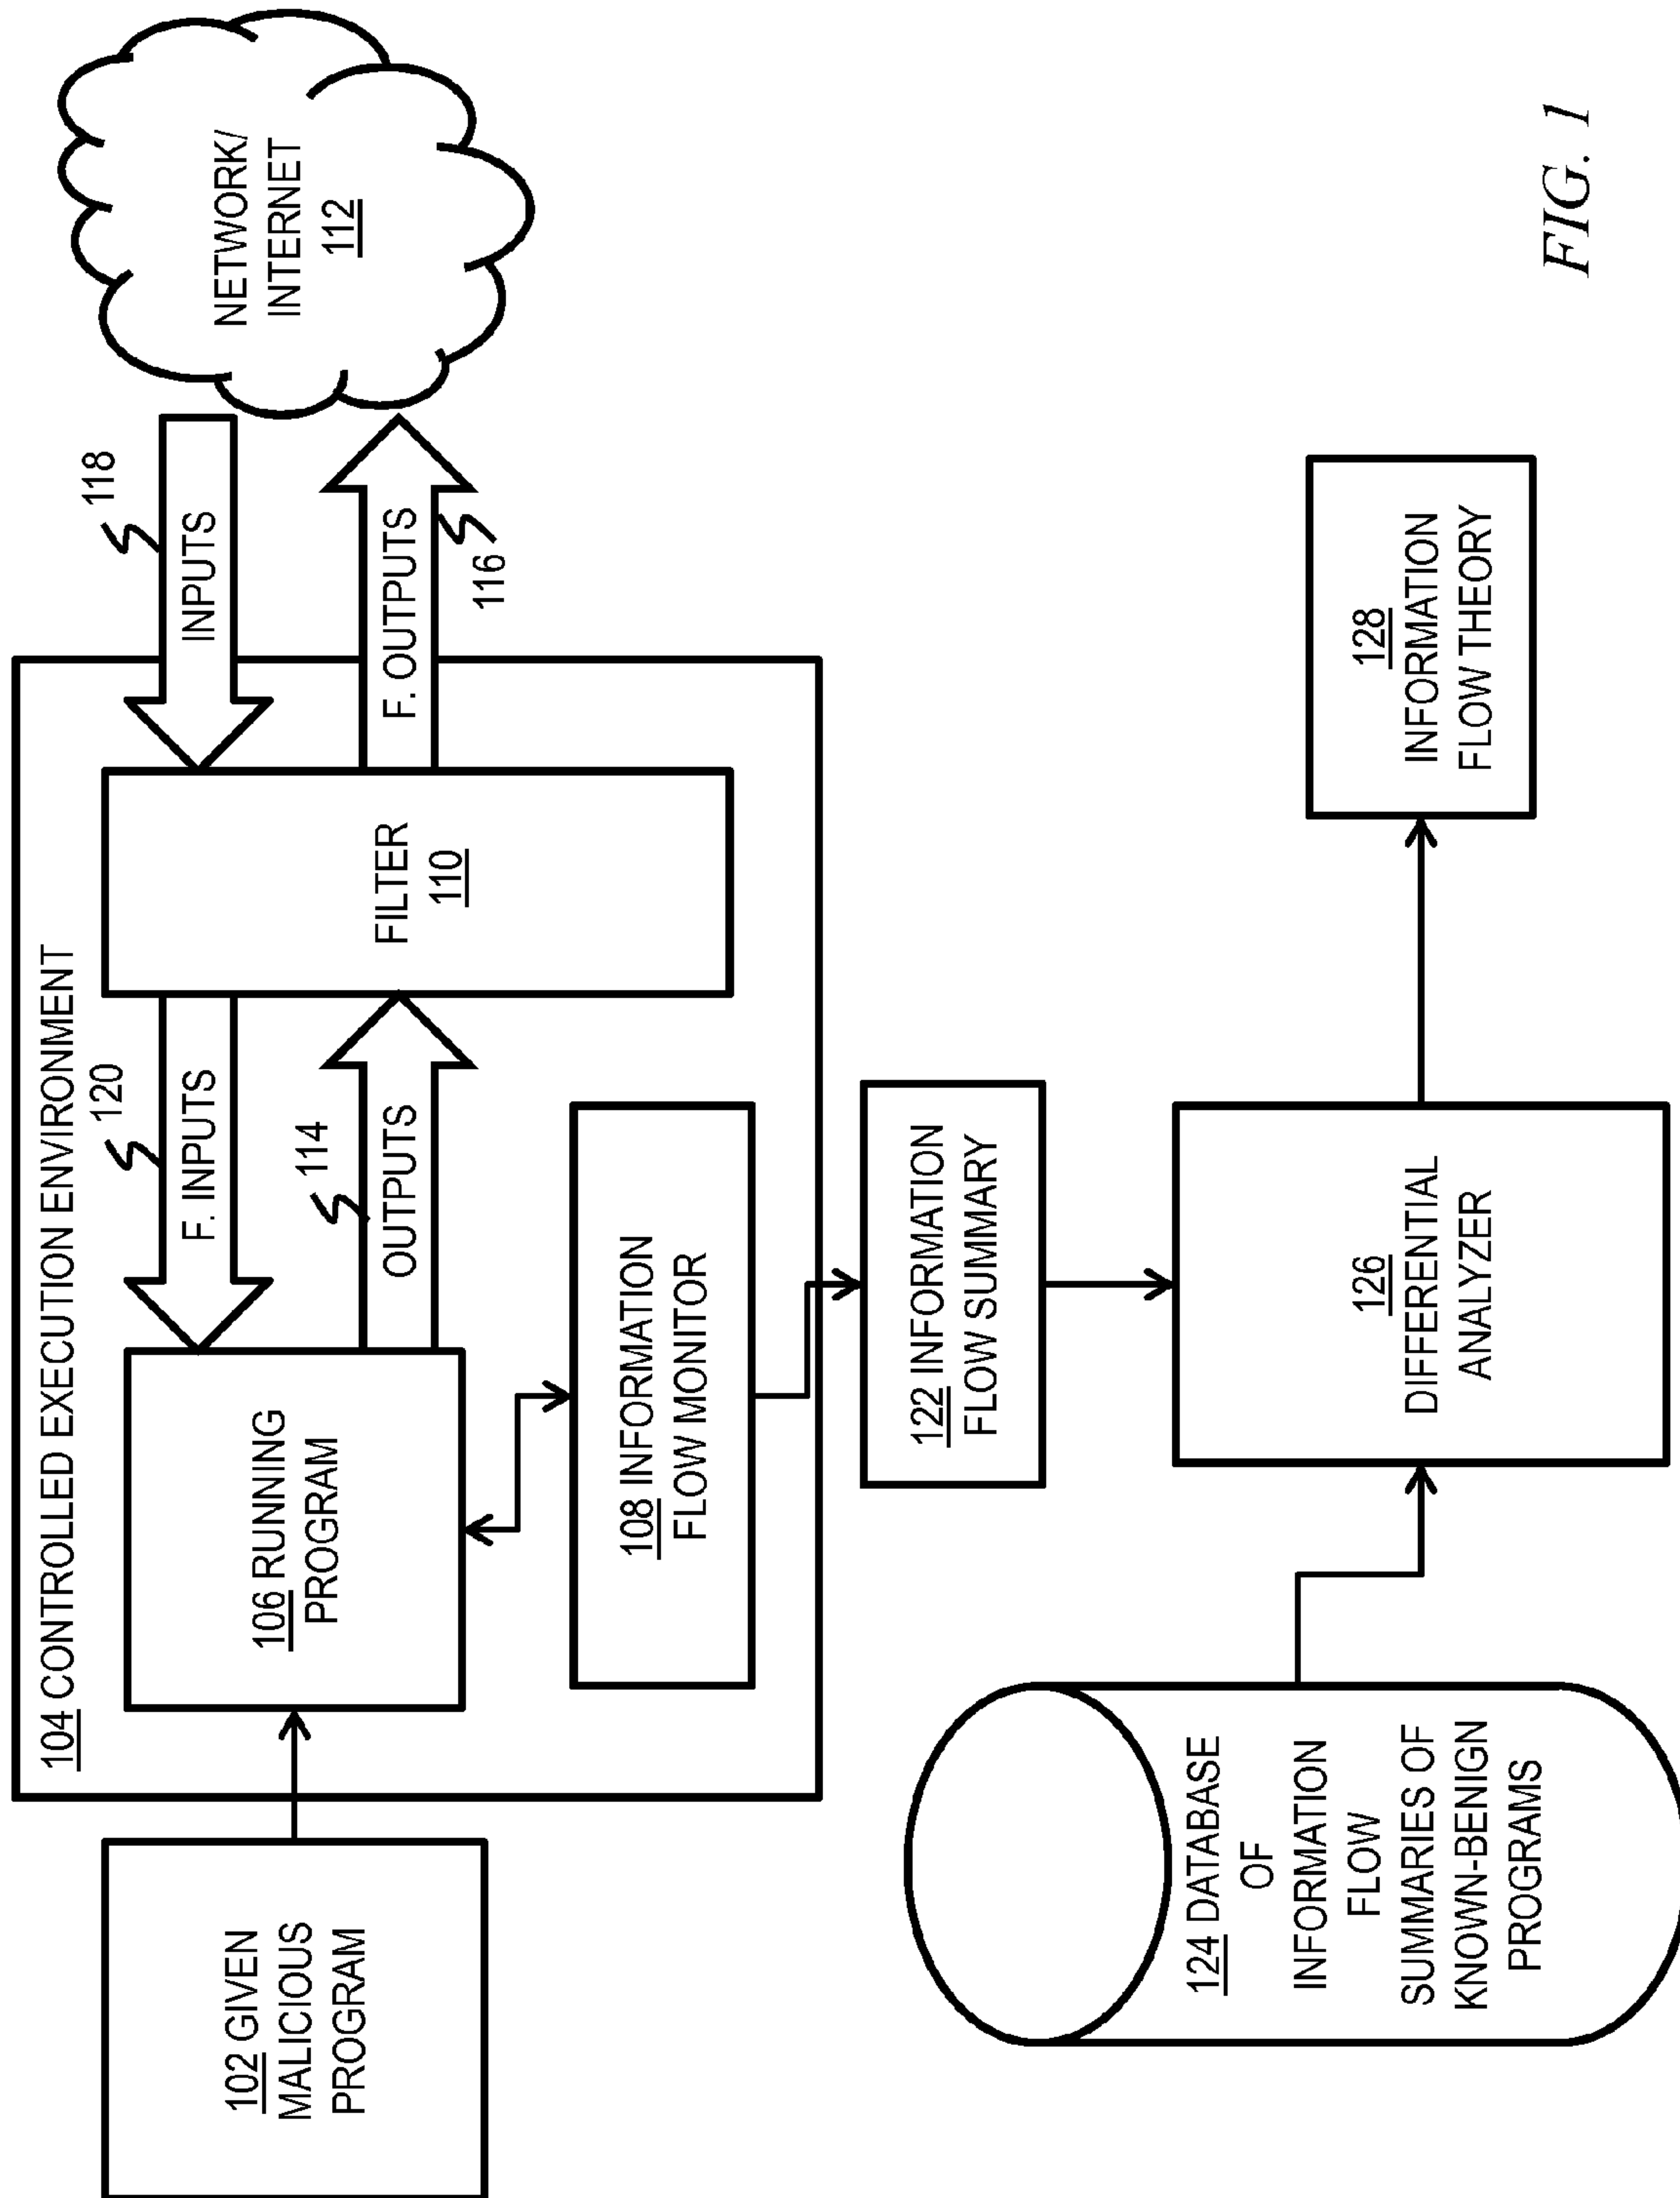 104 CONTROLLED EXECUTION ENVIRONMENT
102 GIVEN
MALICIOUS
PROGRAM
106 RUNNING
PROGRAM
120
F. INPUTS
114
OUTPUTS
FILTER
110
118
INPUTS
F. OUTPUTS
116
NETWORK/
INTERNET
112
108 INFORMATION
FLOW MONITOR
122 INFORMATION
FLOW SUMMARY
124 DATABASE
OF
INFORMATION
FLOW
SUMMARIES OF
KNOWN-BENIGN
PROGRAMS
126
DIFFERENTIAL
ANALYZER
128
INFORMATION
FLOW THEORY
FIG. 1